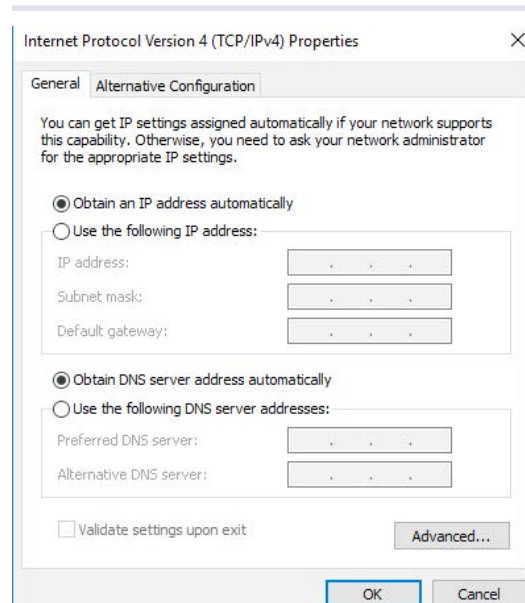 Internet Protocol Version 4 (TCP/IPv4) Properties
General
Alternative Configuration
You can get IP settings assigned automatically if your network supports
this capability. Otherwise, you need to ask your network administrator
for the appropriate IP settings.
Obtain an IP address automatically
Use the following IP address:
IP address:
Subnet mask:
Default gateway:
Obtain DNS server address automatically
Use the following DNS server addresses:
Preferred DNS server:
Alternative DNS server:
Validate settings upon exit
Advanced...
OK
Cancel